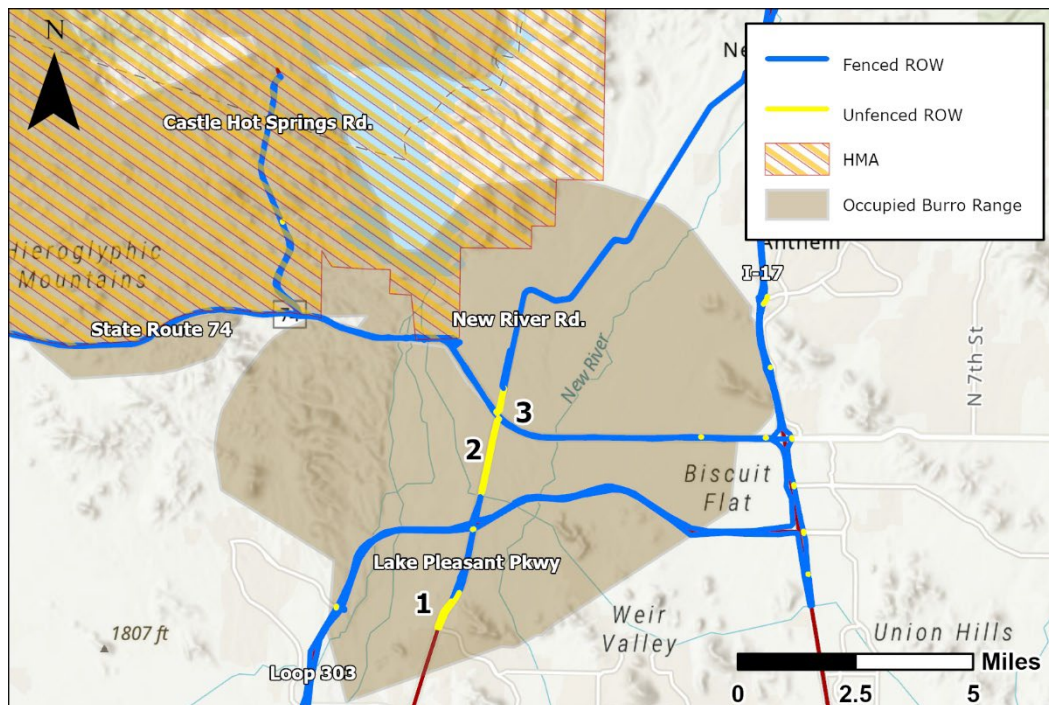 N
Ne
Fenced ROW
Castle Hot Springs Rd.
Unfenced ROW
HMA
Occupied Burro Range
Hieroglyphic
Mountains
Anthem
I-17
State Route 74
74
New River Rd.
New River
N 7th St
3
2
Biscuit
Flat
Lake Pleasant Pkwy
1
Weir
Valley
1807 ft
Union Hills
Loop 303
Miles
0
2.5
5